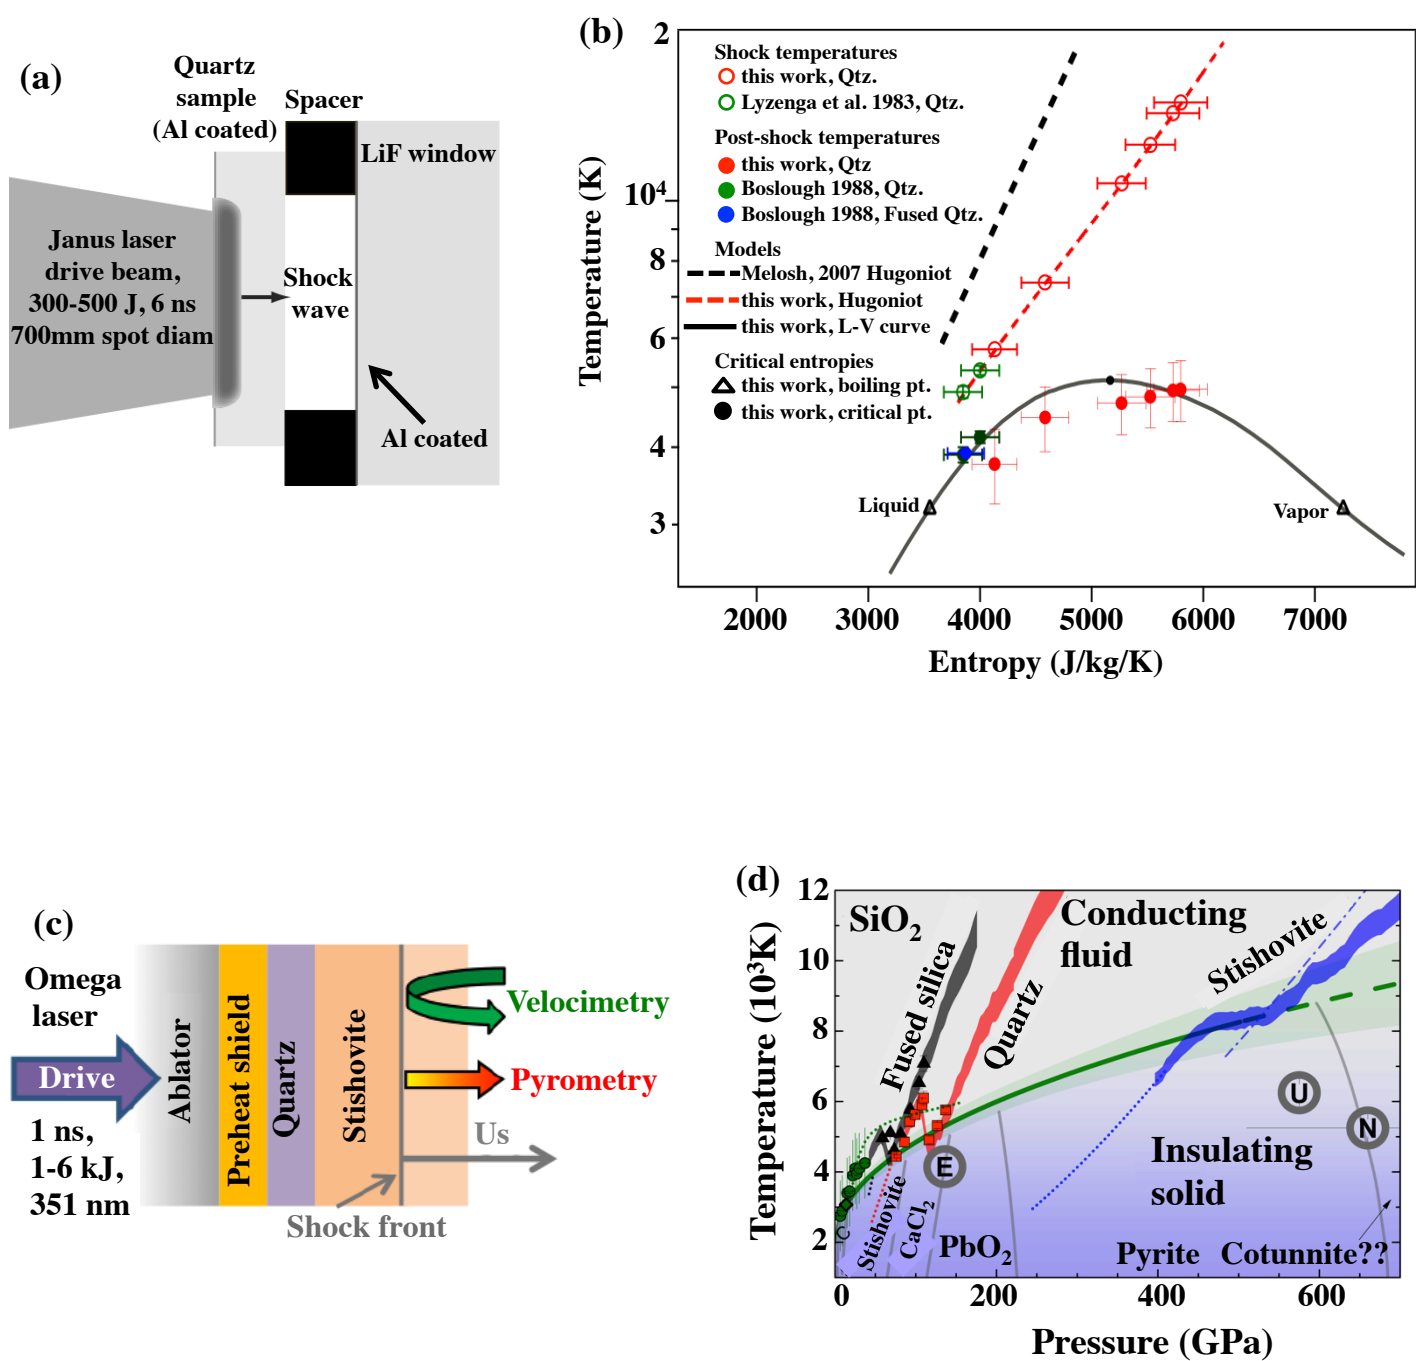 (a)
Quartz
sample
(Al coated)
Spacer
LiF window
Janus laser
drive beam,
300-500 J, 6 ns
700mm spot diam
Shock
wave
Al coated
(b)
2
10⁴
8
6
4
3
Temperature (K)
Shock temperatures
this work, Qtz.
Lyzenga et al. 1983, Qtz.
Post-shock temperatures
this work, Qtz
Boslough 1988, Qtz.
Boslough 1988, Fused Qtz.
Models
Melosh, 2007 Hugoniot
this work, Hugoniot
this work, L-V curve
Critical entropies
this work, boiling pt.
this work, critical pt.
Liquid
Vapor
2000 3000 4000 5000 6000 7000
Entropy (J/kg/K)
(c)
Omega
laser
Drive
1 ns,
1-6 kJ,
351 nm
Ablator
Preheat shield
Quartz
Stishovite
Velocimetry
Pyrometry
Us
Shock front
(d)
12
10
8
6
4
2
Temperature (10³K)
SiO₂
Fused silica
Quartz
Conducting
fluid
Stishovite
U
N
E
Insulating
solid
C
Stishovite
CaCl₂
PbO₂
Pyrite
Cotunnite??
0 200 400 600
Pressure (GPa)